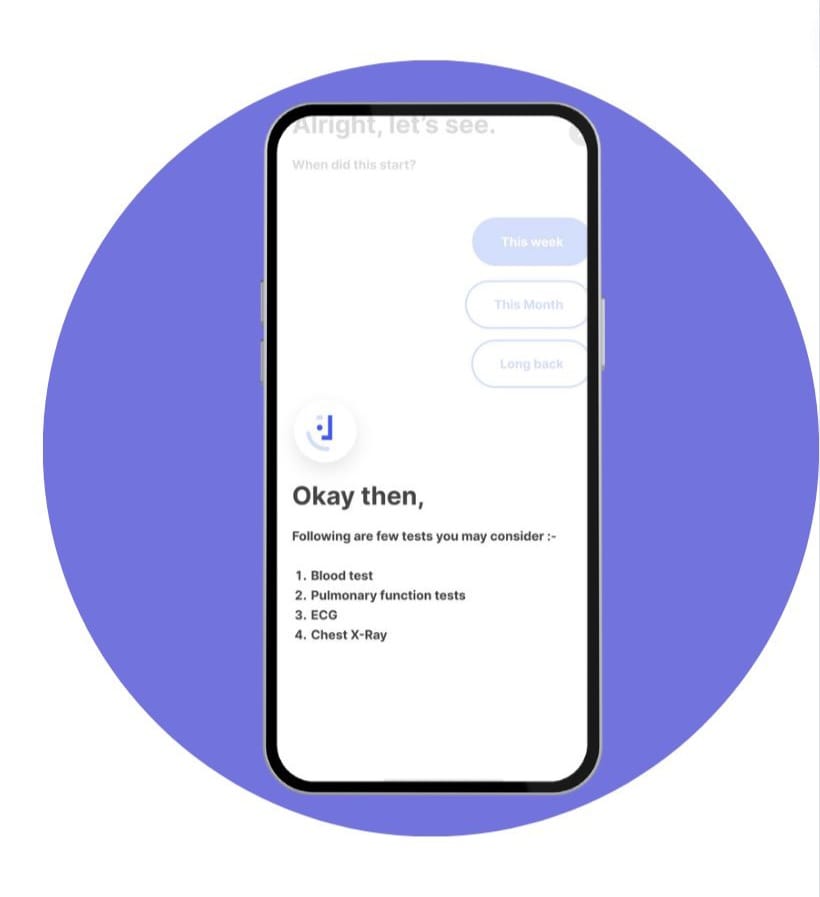 Alright, let's see.
When did this start?
This week
This Month
Long back
Okay then,
Following are few tests you may consider :-
1. Blood test
2. Pulmonary function tests
3. ECG
4. Chest X-Ray